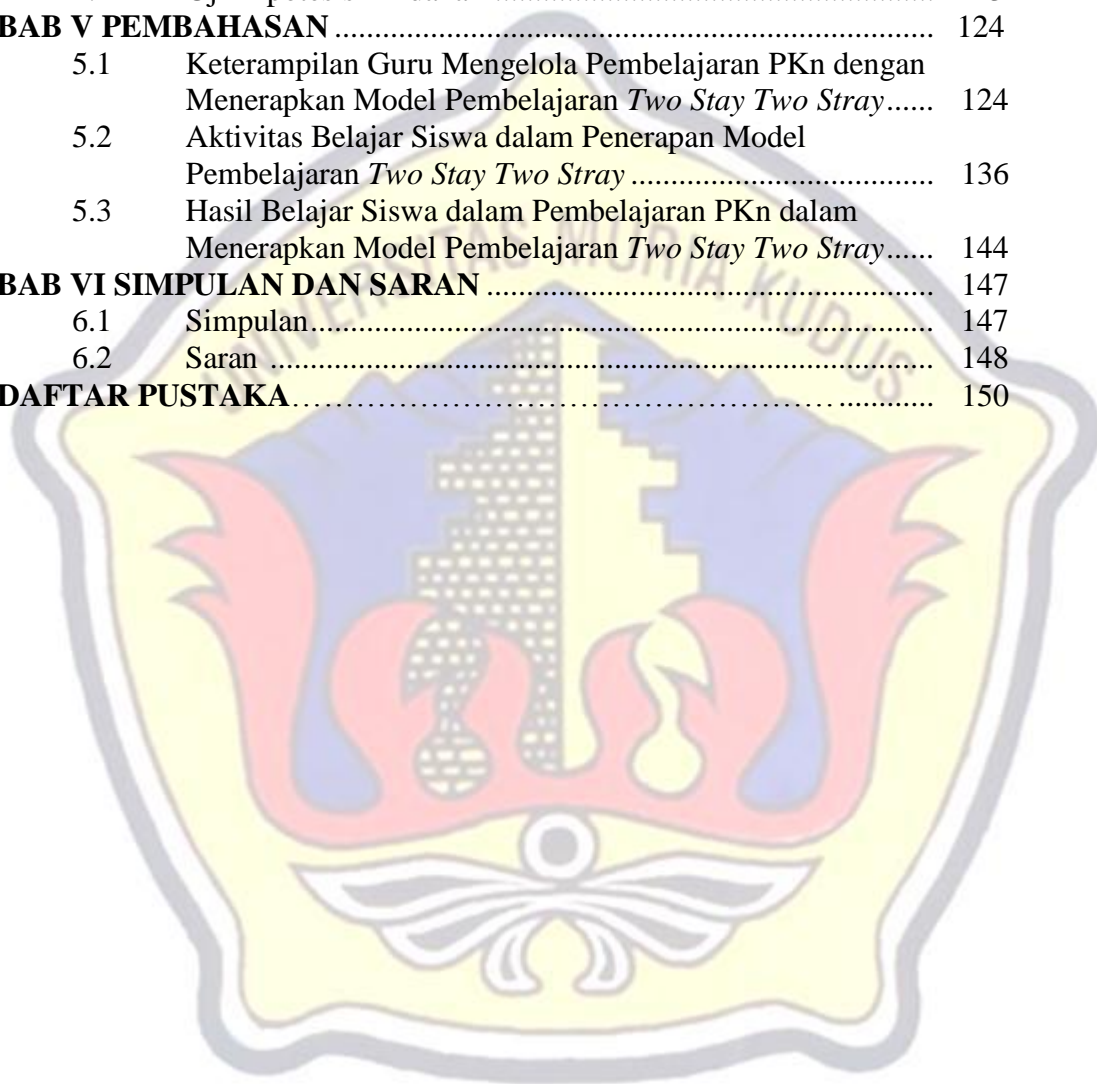 BAB V PEMBAHASAN .......................................................................... 124
5.1 Keterampilan Guru Mengelola Pembelajaran PKn dengan
Menerapkan Model Pembelajaran Two Stay Two Stray...... 124
5.2 Aktivitas Belajar Siswa dalam Penerapan Model
Pembelajaran Two Stay Two Stray ..................................... 136
5.3 Hasil Belajar Siswa dalam Pembelajaran PKn dalam
Menerapkan Model Pembelajaran Two Stay Two Stray...... 144
BAB VI SIMPULAN DAN SARAN ....................................................... 147
6.1 Simpulan............................................................................. 147
6.2 Saran .................................................................................. 148
DAFTAR PUSTAKA……………………………………………............ 150
UNIVERSITAS MURIA KUDUS